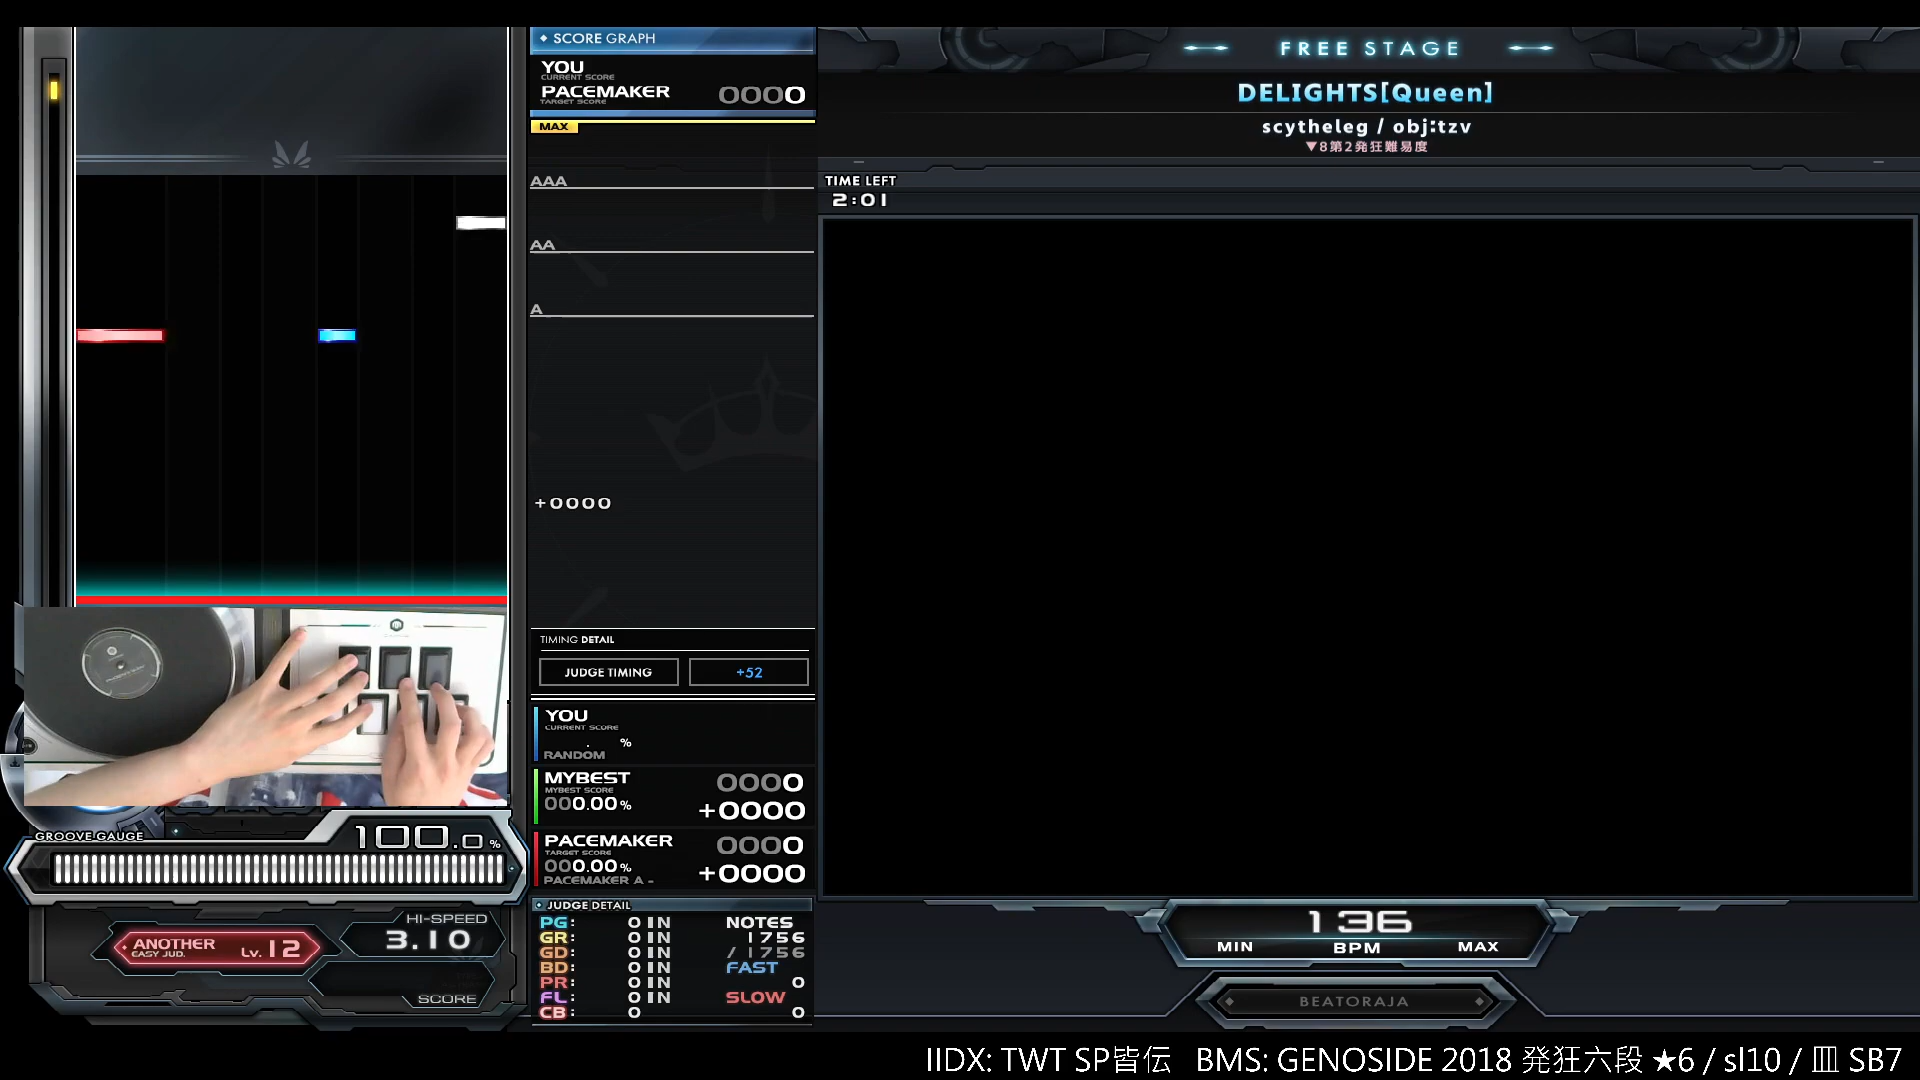 SCORE GRAPH
YOU
CURRENT SCORE
PACEMAKER
TARGET SCORE
0000
MAX
AAA
AA
A
+0000
TIMING DETAIL
JUDGE TIMING
+52
YOU
CURRENT SCORE
. %
RANDOM
MYBEST 0000
MYBEST SCORE
000.00% +0000
PACEMAKER 0000
TARGET SCORE
000.00% +0000
PACEMAKER A -
JUDGE DETAIL
PG: 0 IN NOTES
GR: 0 IN 1756
GD: 0 IN / 1756
BD: 0 IN FAST
PR: 0 IN 0
FL: 0 IN SLOW
CB: 0 0
GROOVE GAUGE
100.0%
HI-SPEED
3.10
ANOTHER
EASY JUD.
Lv. 12
SCORE
FREE STAGE
DELIGHTS[Queen]
scytheleg / obj:tzv
▼8第2発狂難易度
TIME LEFT
2:01
136
MIN BPM MAX
BEATORAJA
IIDX: TWT SP皆伝 BMS: GENOSIDE 2018 発狂六段 ★6 / sl10 / 皿 SB7